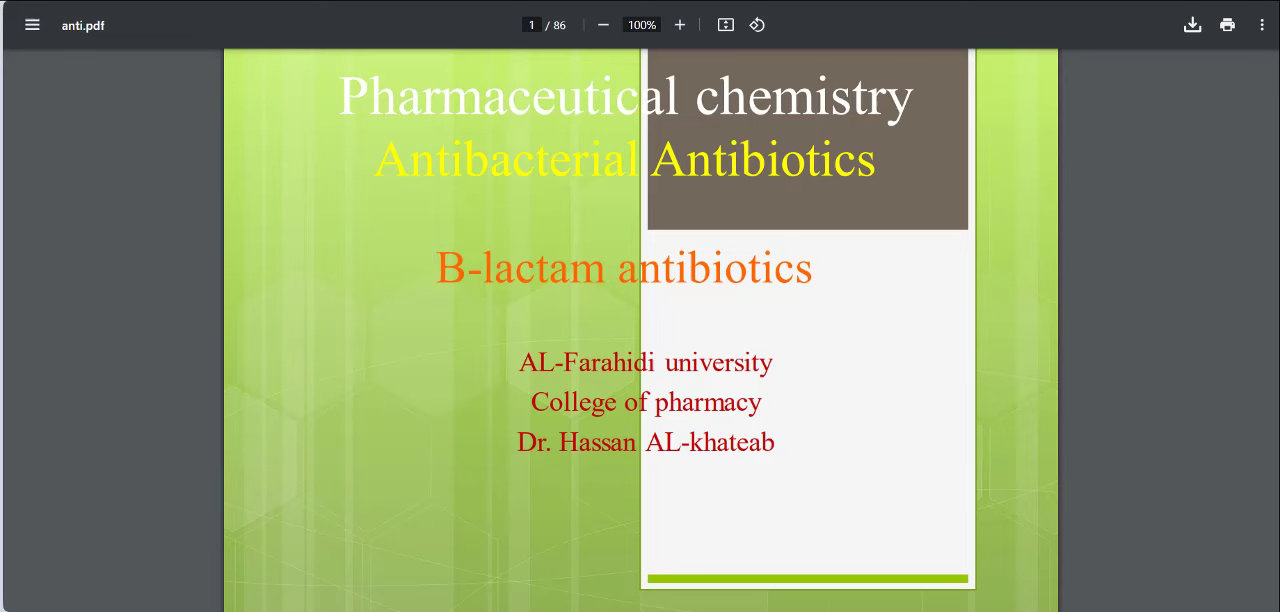 anti.pdf
1 / 86
100%
Pharmaceutical chemistry
Antibacterial Antibiotics
B-lactam antibiotics
AL-Farahidi university
College of pharmacy
Dr. Hassan AL-khateab